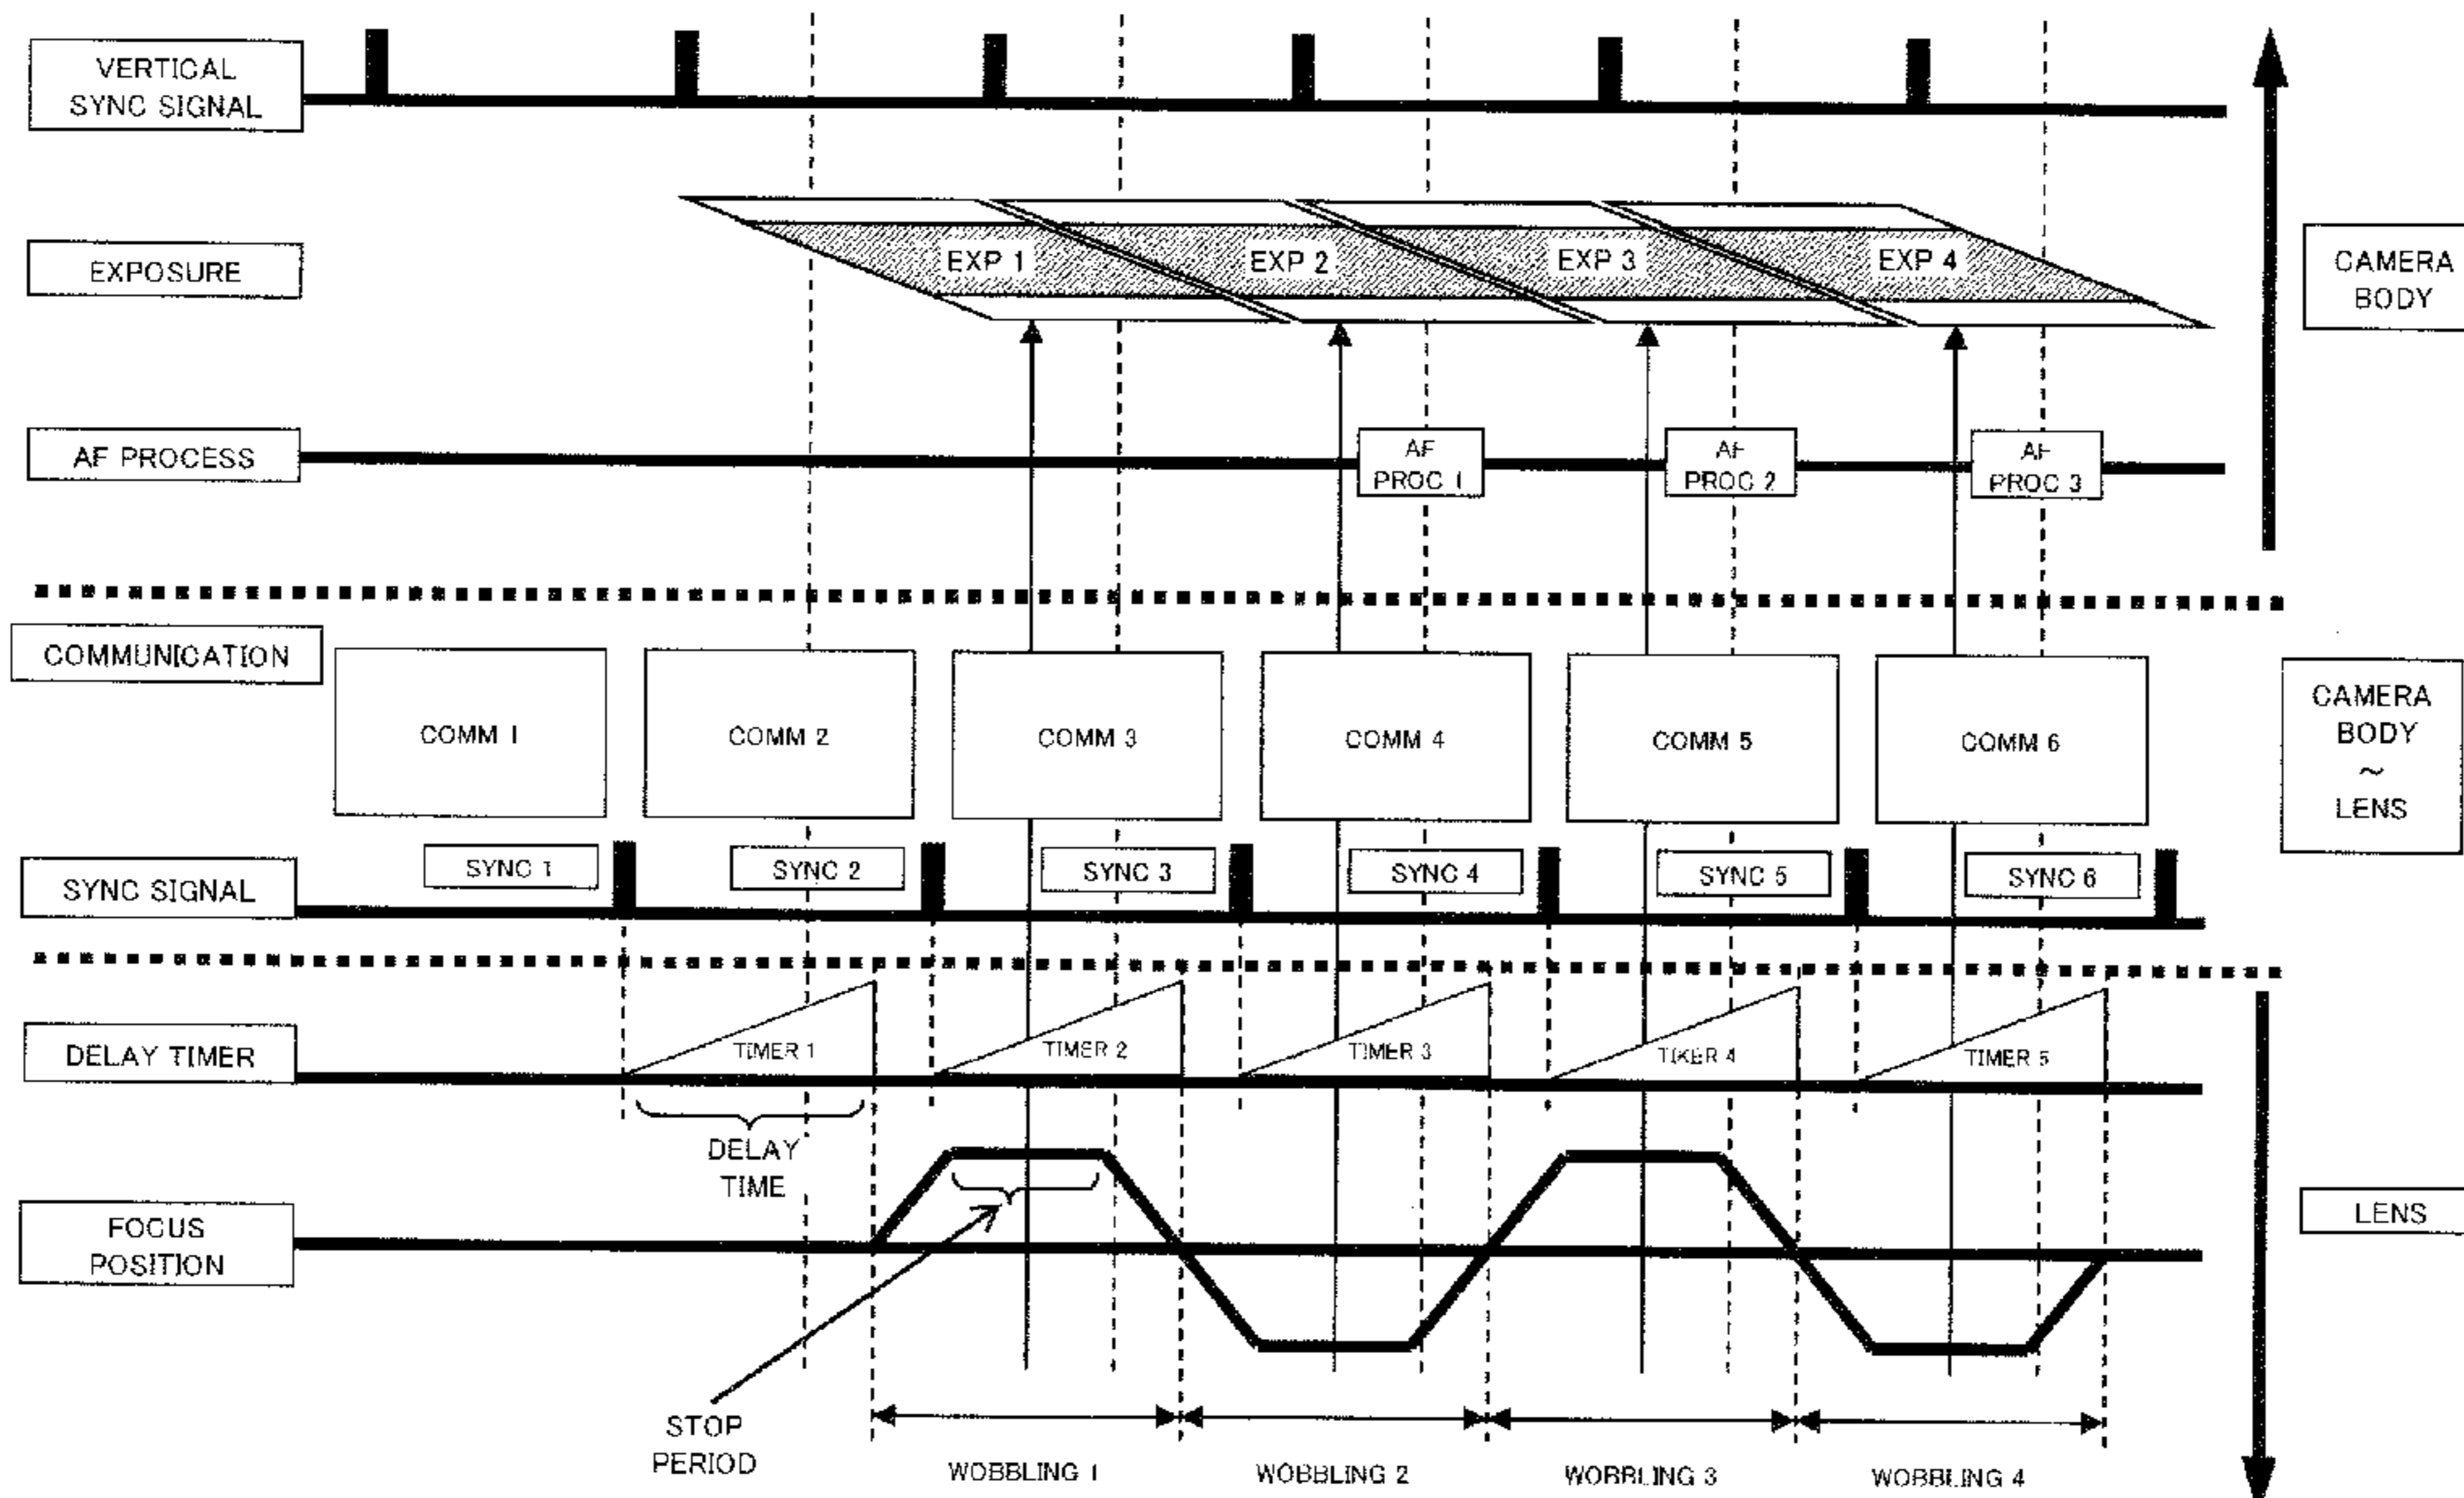 VERTICAL
SYNC SIGNAL
EXPOSURE
EXP 1
EXP 2
EXP 3
EXP 4
CAMERA
BODY
AF PROCESS
AF
PROC 1
AF
PROC 2
AF
PROC 3
COMMUNICATION
COMM 1
COMM 2
COMM 3
COMM 4
COMM 5
COMM 6
CAMERA
BODY
~
LENS
SYNC SIGNAL
SYNC 1
SYNC 2
SYNC 3
SYNC 4
SYNC 5
SYNC 6
DELAY TIMER
TIMER 1
TIMER 2
TIMER 3
TIKER 4
TIMER 5
DELAY
TIME
FOCUS
POSITION
LENS
STOP
PERIOD
WOBBLING 1
WOBBLING 2
WOBBLING 3
WOBBLING 4